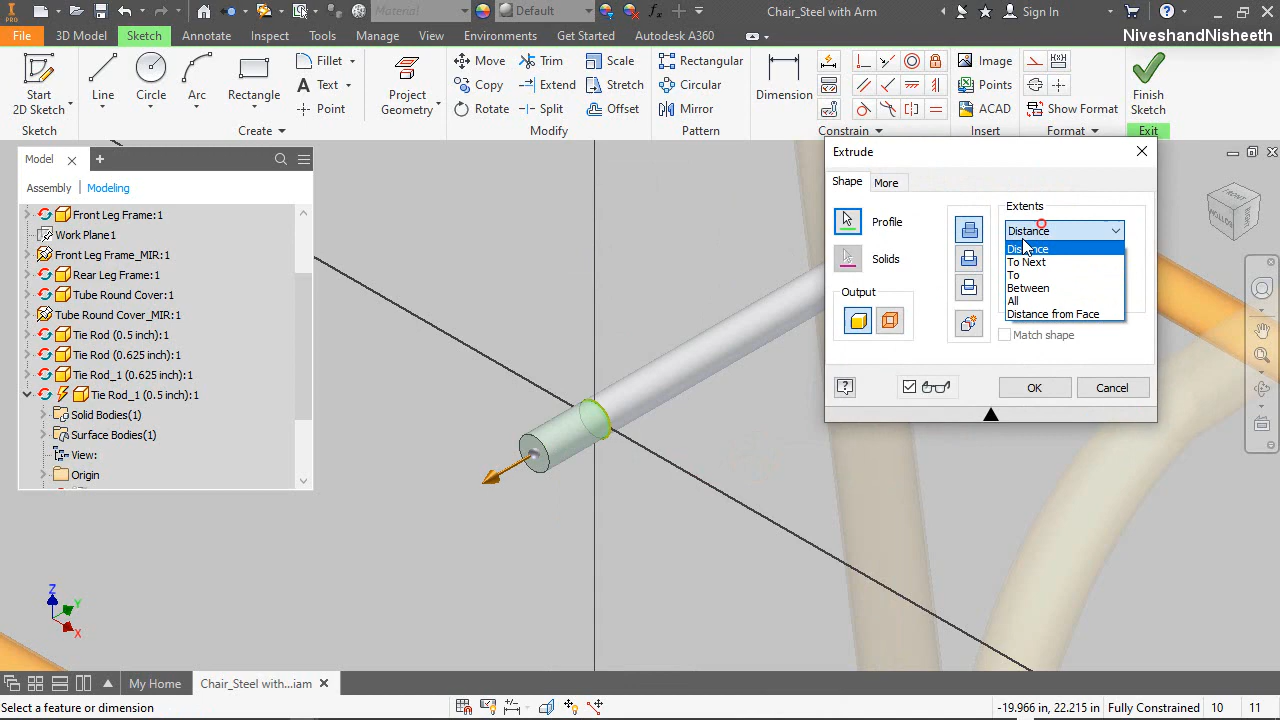 Material
Default
Chair_Steel with Arm
Sign In
PRO
File
3D Model
Sketch
Annotate
Inspect
Tools
Manage
View
Environments
Get Started
Autodesk A360
NiveshandNisheeth
Start
2D Sketch
Line
Circle
Arc
Rectangle
Fillet
Text
Point
Project
Geometry
Move
Copy
Rotate
Trim
Extend
Split
Scale
Stretch
Offset
Rectangular
Circular
Mirror
Dimension
Image
Points
ACAD
Show Format
Finish
Sketch
Sketch
Create
Modify
Pattern
Constrain
Insert
Format
Exit
Model
Assembly
Modeling
Front Leg Frame:1
Work Plane1
Front Leg Frame_MIR:1
Rear Leg Frame:1
Tube Round Cover:1
Tube Round Cover_MIR:1
Tie Rod (0.5 inch):1
Tie Rod (0.625 inch):1
Tie Rod_1 (0.625 inch):1
Tie Rod_1 (0.5 inch):1
Solid Bodies(1)
Surface Bodies(1)
View:
Origin
Extrude
Shape
More
Profile
Solids
Output
Extents
Distance
Distance
To Next
To
Between
All
Distance from Face
Match shape
OK
Cancel
FRONT
BOTTOM
Z
Y
X
My Home
Chair_Steel with...iam
Select a feature or dimension
-19.966 in, 22.215 in
Fully Constrained
10
11